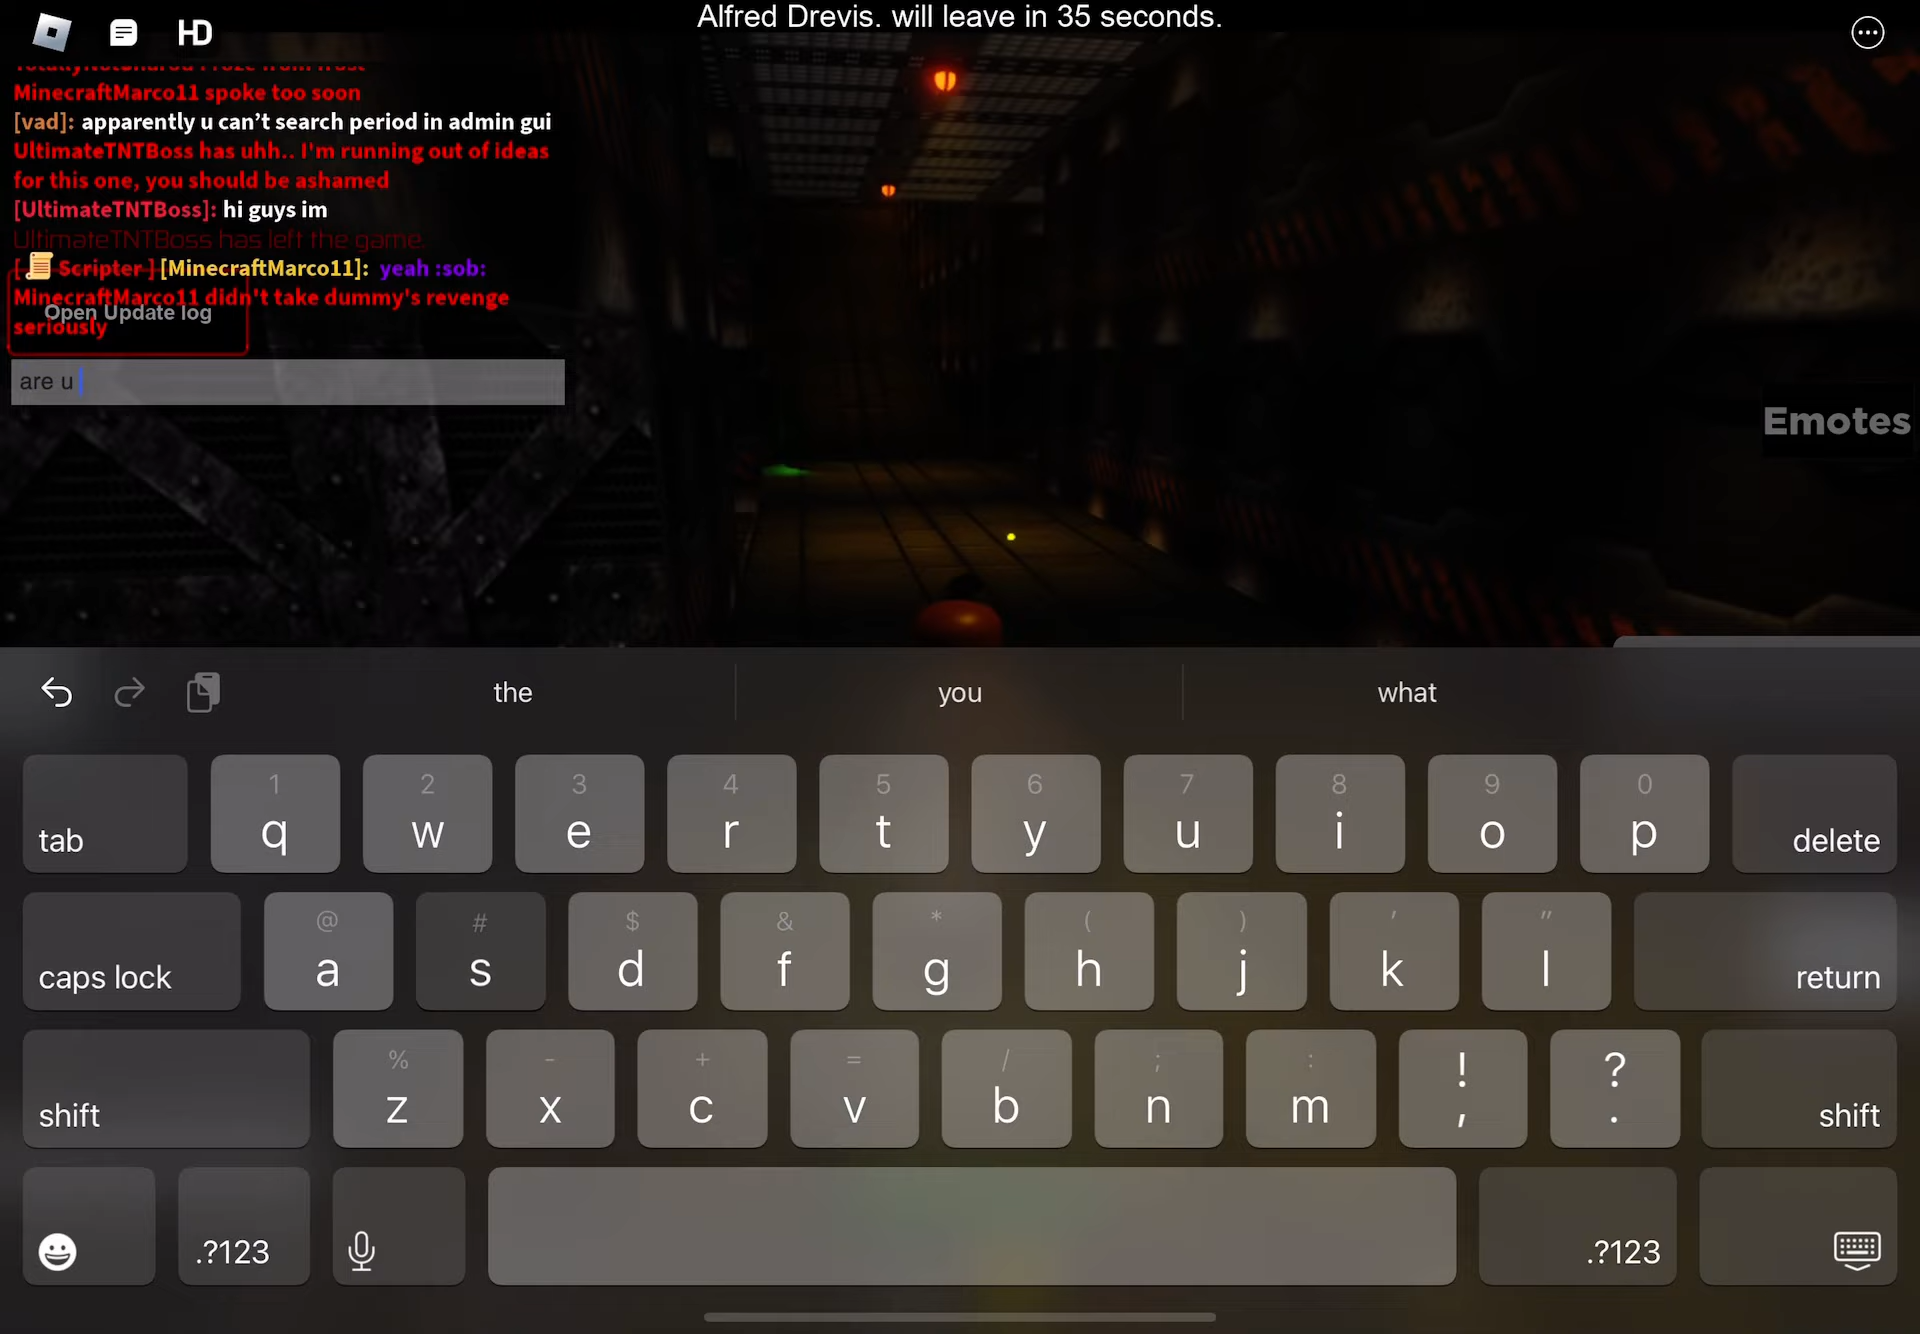 Alfred Drevis. will leave in 35 seconds.
HD
MinecraftMarco11 spoke too soon
[vad]: apparently u can’t search period in admin gui
UltimateTNTBoss has uhh.. I'm running out of ideas
for this one, you should be ashamed
[UltimateTNTBoss]: hi guys im
UltimateTNTBoss has left the game.
[📜 Scripter ] [MinecraftMarco11]: yeah :sob:
MinecraftMarco11 didn't take dummy's revenge
seriously
Open Update log
are u
Emotes
the you what
1 2 3 4 5 6 7 8 9 0
tab q w e r t y u i o p delete
@ # $ & * ( ) ' "
caps lock a s d f g h j k l return
% - + = / ; : ! ?
shift z x c v b n m , . shift
.?123 .?123